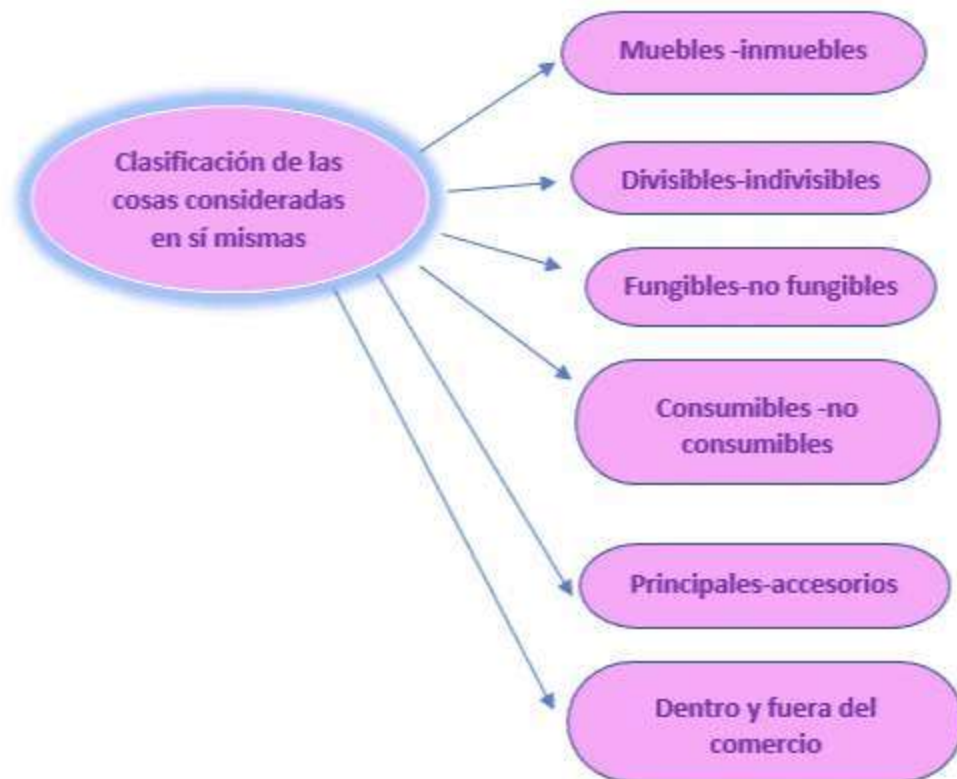 Clasificación de las
cosas consideradas
en sí mismas
Muebles -inmuebles
Divisibles-indivisibles
Fungibles-no fungibles
Consumibles -no
consumibles
Principales-accesorios
Dentro y fuera del
comercio